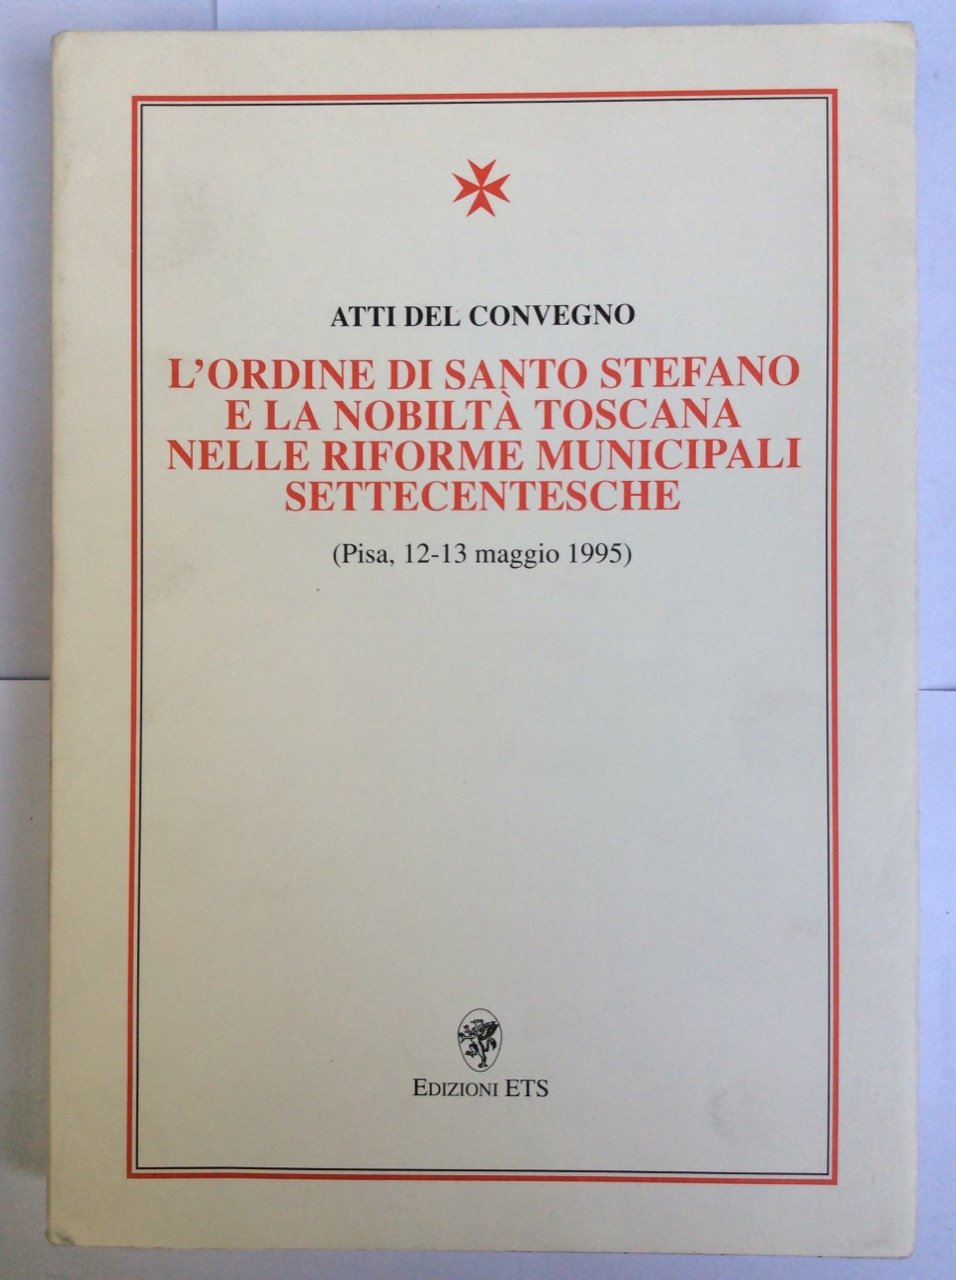 ATTI DEL CONVEGNO
L'ORDINE DI SANTO STEFANO
E LA NOBILTÀ TOSCANA
NELLE RIFORME MUNICIPALI
SETTECENTESCHE
(Pisa, 12-13 maggio 1995)
EDIZIONI ETS